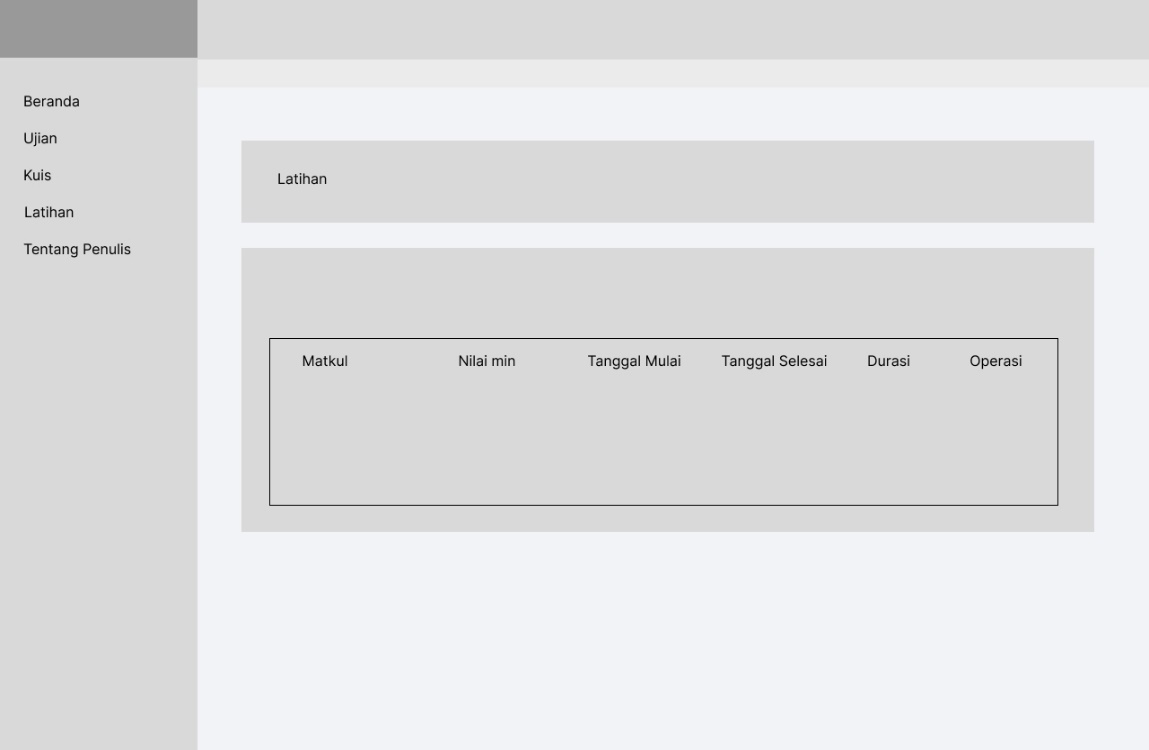 Beranda
Ujian
Kuis
Latihan
Tentang Penulis
Latihan
Matkul Nilai min Tanggal Mulai Tanggal Selesai Durasi Operasi